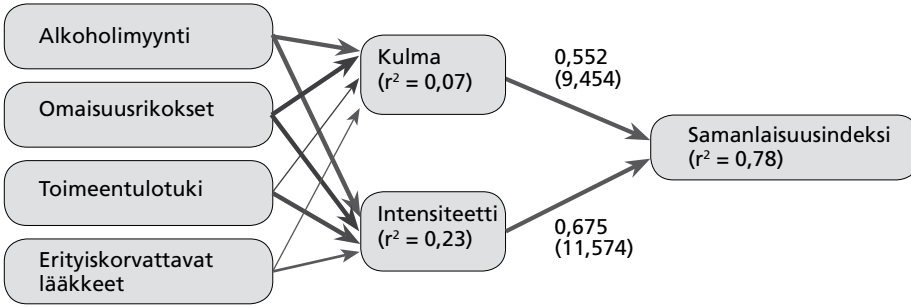 Alkoholimyynti
Omaisuusrikokset
Toimeentulotuki
Erityiskorvattavat
lääkkeet
Kulma
(r² = 0,07)
Intensiteetti
(r² = 0,23)
0,552
(9,454)
0,675
(11,574)
Samanlaisuusindeksi
(r² = 0,78)